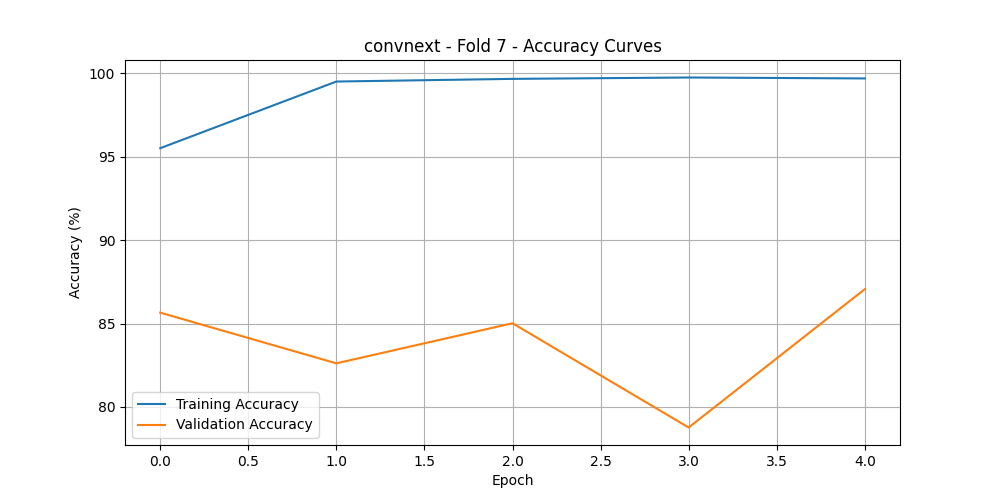 convnext - Fold 7 - Accuracy Curves
100
95
90
85
80
Accuracy (%)
Training Accuracy
Validation Accuracy
0.0 0.5 1.0 1.5 2.0 2.5 3.0 3.5 4.0
Epoch